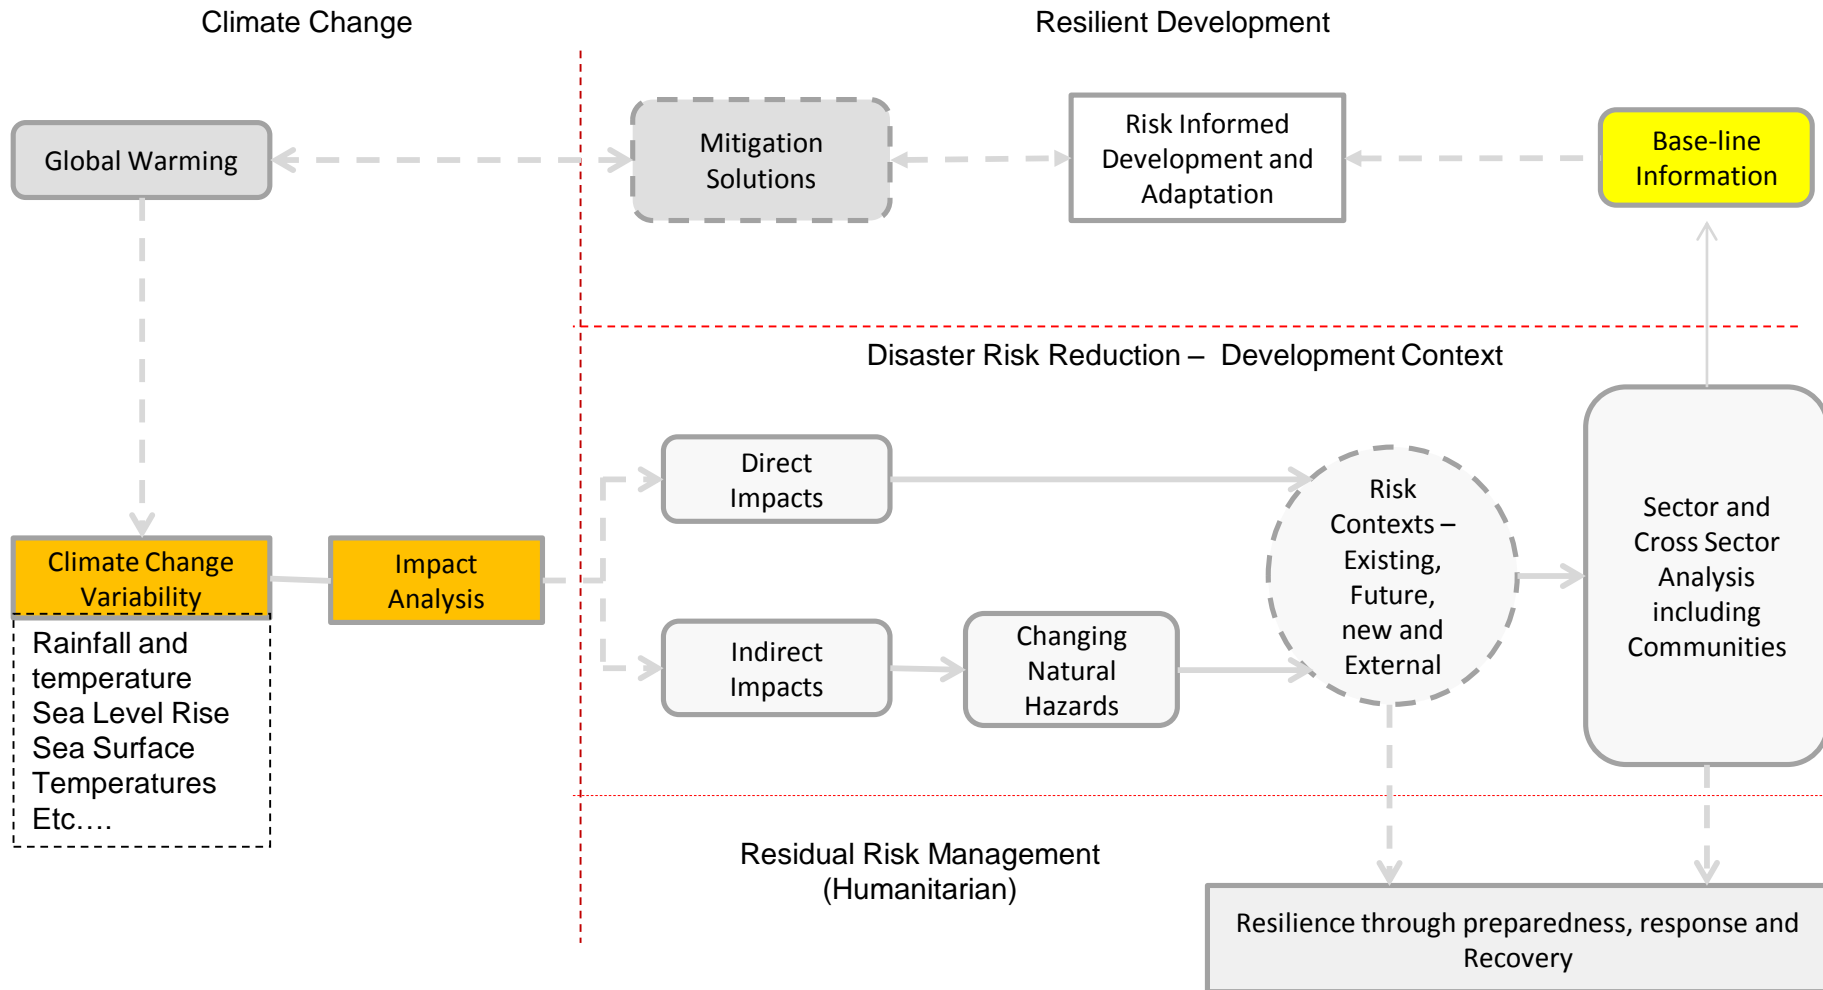 Climate Change
Resilient Development
Global Warming
Mitigation
Solutions
Risk Informed
Development and
Adaptation
Base-line
Information
Disaster Risk Reduction – Development Context
Direct
Impacts
Risk
Contexts –
Existing,
Future,
new and
External
Sector and
Cross Sector
Analysis
including
Communities
Climate Change
Variability
Impact
Analysis
Rainfall and
temperature
Sea Level Rise
Sea Surface
Temperatures
Etc….
Indirect
Impacts
Changing
Natural
Hazards
Residual Risk Management
(Humanitarian)
Resilience through preparedness, response and
Recovery